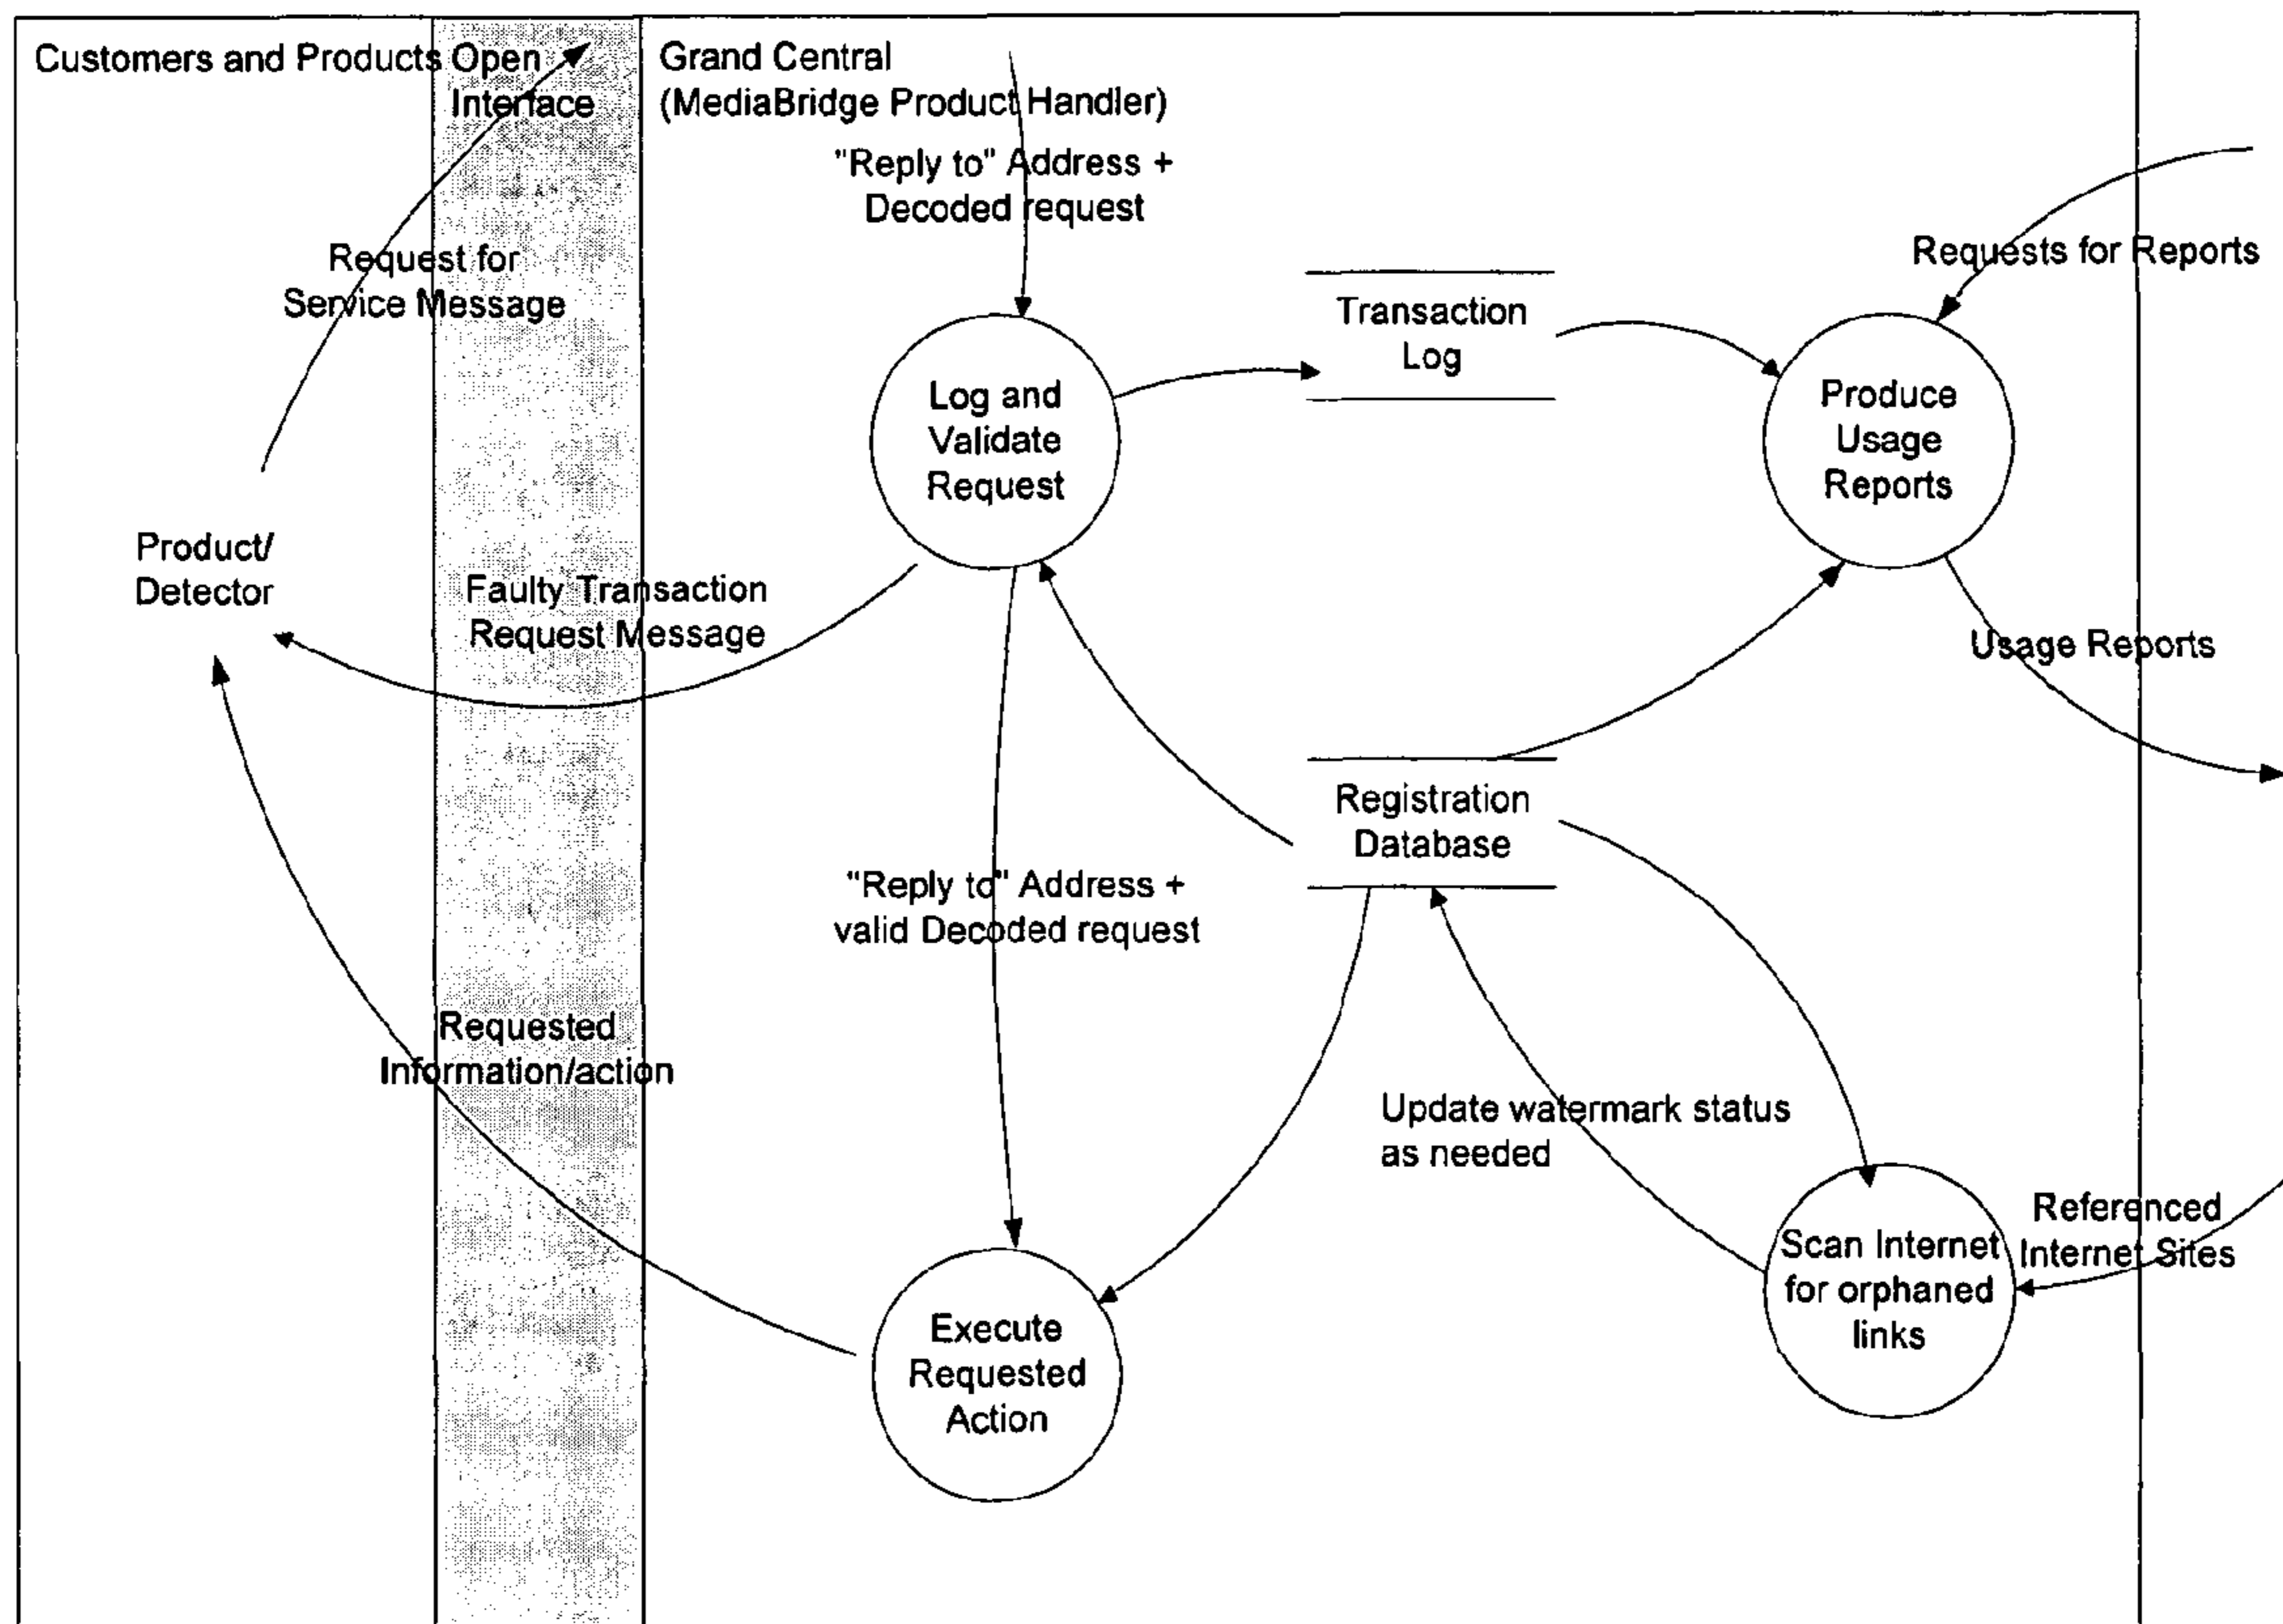 Customers and Products
Open
Interface
Grand Central
(MediaBridge Product Handler)
"Reply to" Address +
Decoded request
Request for
Service Message
Requests for Reports
Transaction
Log
Log and
Validate
Request
Produce
Usage
Reports
Product/
Detector
Faulty Transaction
Request Message
Usage Reports
Registration
Database
"Reply to" Address +
valid Decoded request
Requested
Information/action
Update watermark status
as needed
Referenced
Internet Sites
Scan Internet
for orphaned
links
Execute
Requested
Action